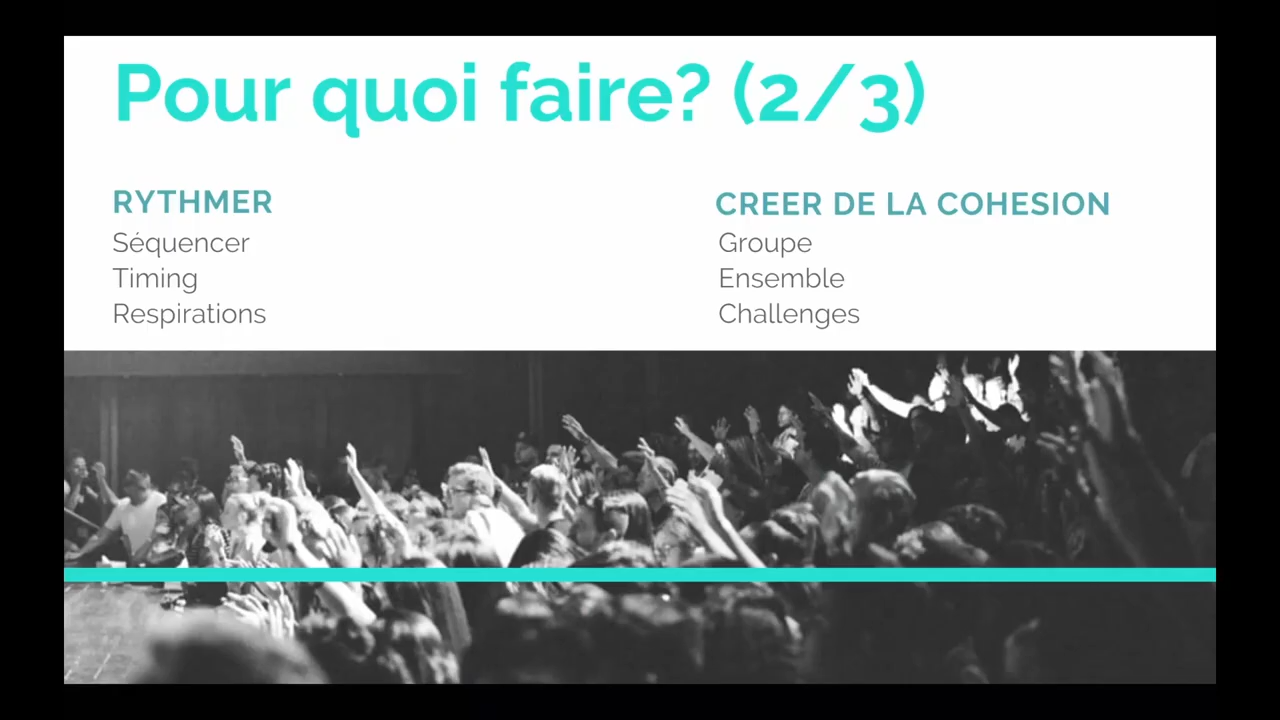 Pour quoi faire? (2/3)
RYTHMER
Séquencer
Timing
Respirations
CREER DE LA COHESION
Groupe
Ensemble
Challenges